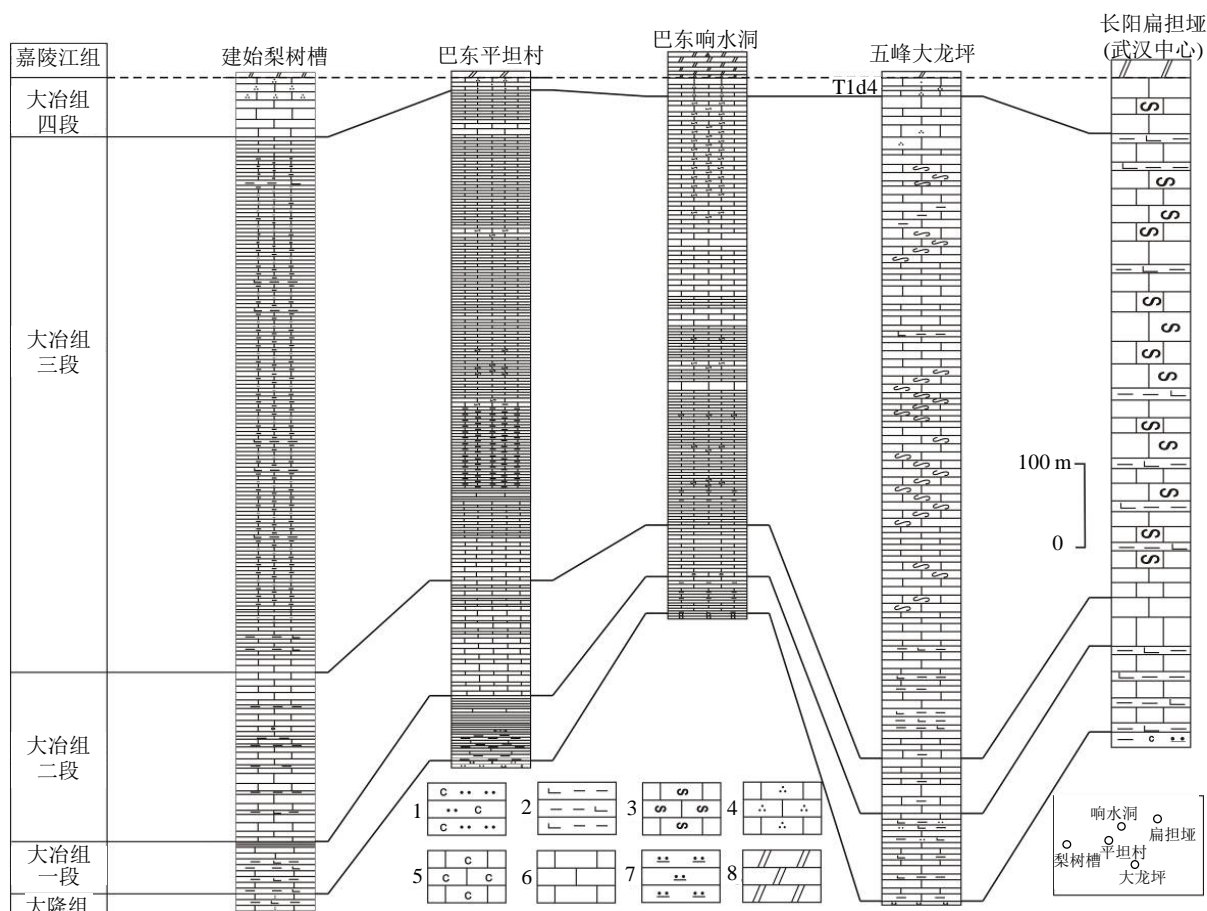 嘉陵江组
大冶组
四段
大冶组
三段
大冶组
二段
大冶组
一段
大隆组
建始梨树槽
巴东平坦村
巴东响水洞
五峰大龙坪
长阳扁担垭
(武汉中心)
T1d4
100 m
0
1
2
3
4
5
6
7
8
响水洞
扁担垭
梨树槽
平坦村
大龙坪